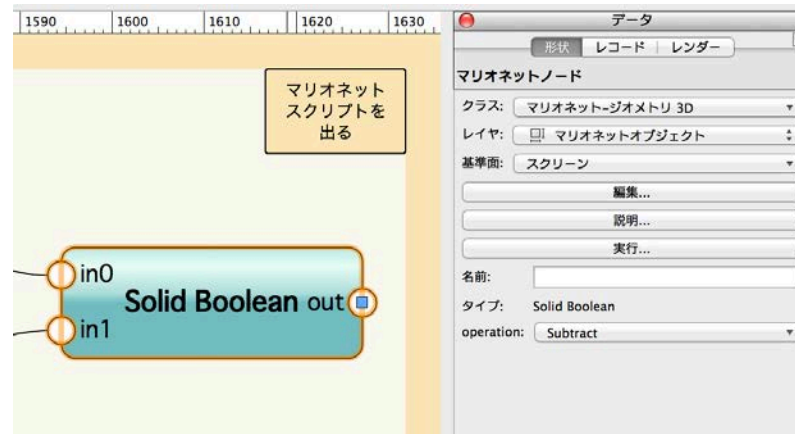 1590 1600 1610 1620 1630
マリオネット
スクリプトを
出る
in0
Solid Boolean out
in1
データ
形状 レコード レンダー
マリオネットノード
クラス: マリオネット-ジオメトリ 3D
レイヤ: マリオネットオブジェクト
基準面: スクリーン
編集...
説明...
実行...
名前:
タイプ: Solid Boolean
operation: Subtract